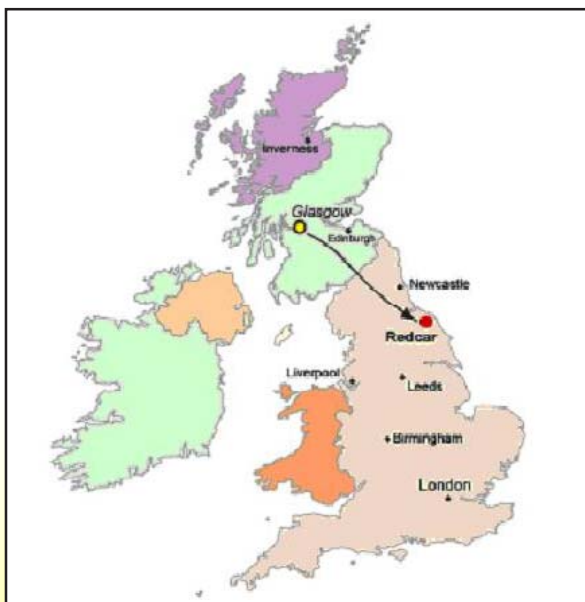 Inverness
Glasgow
Edinburgh
Newcastle
Redcar
Liverpool
Leeds
Birmingham
London